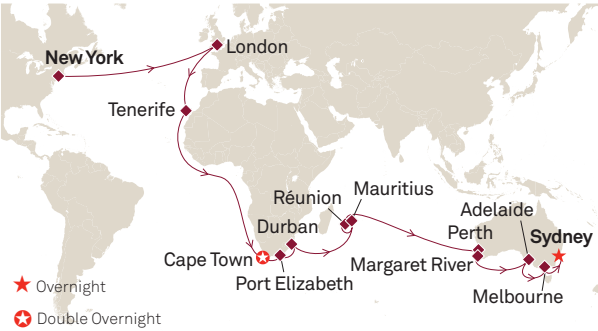 New York
London
Tenerife
Réunion
Mauritius
Durban
Adelaide
Perth
Sydney
Cape Town
Margaret River
Port Elizabeth
Melbourne
Overnight
Double Overnight